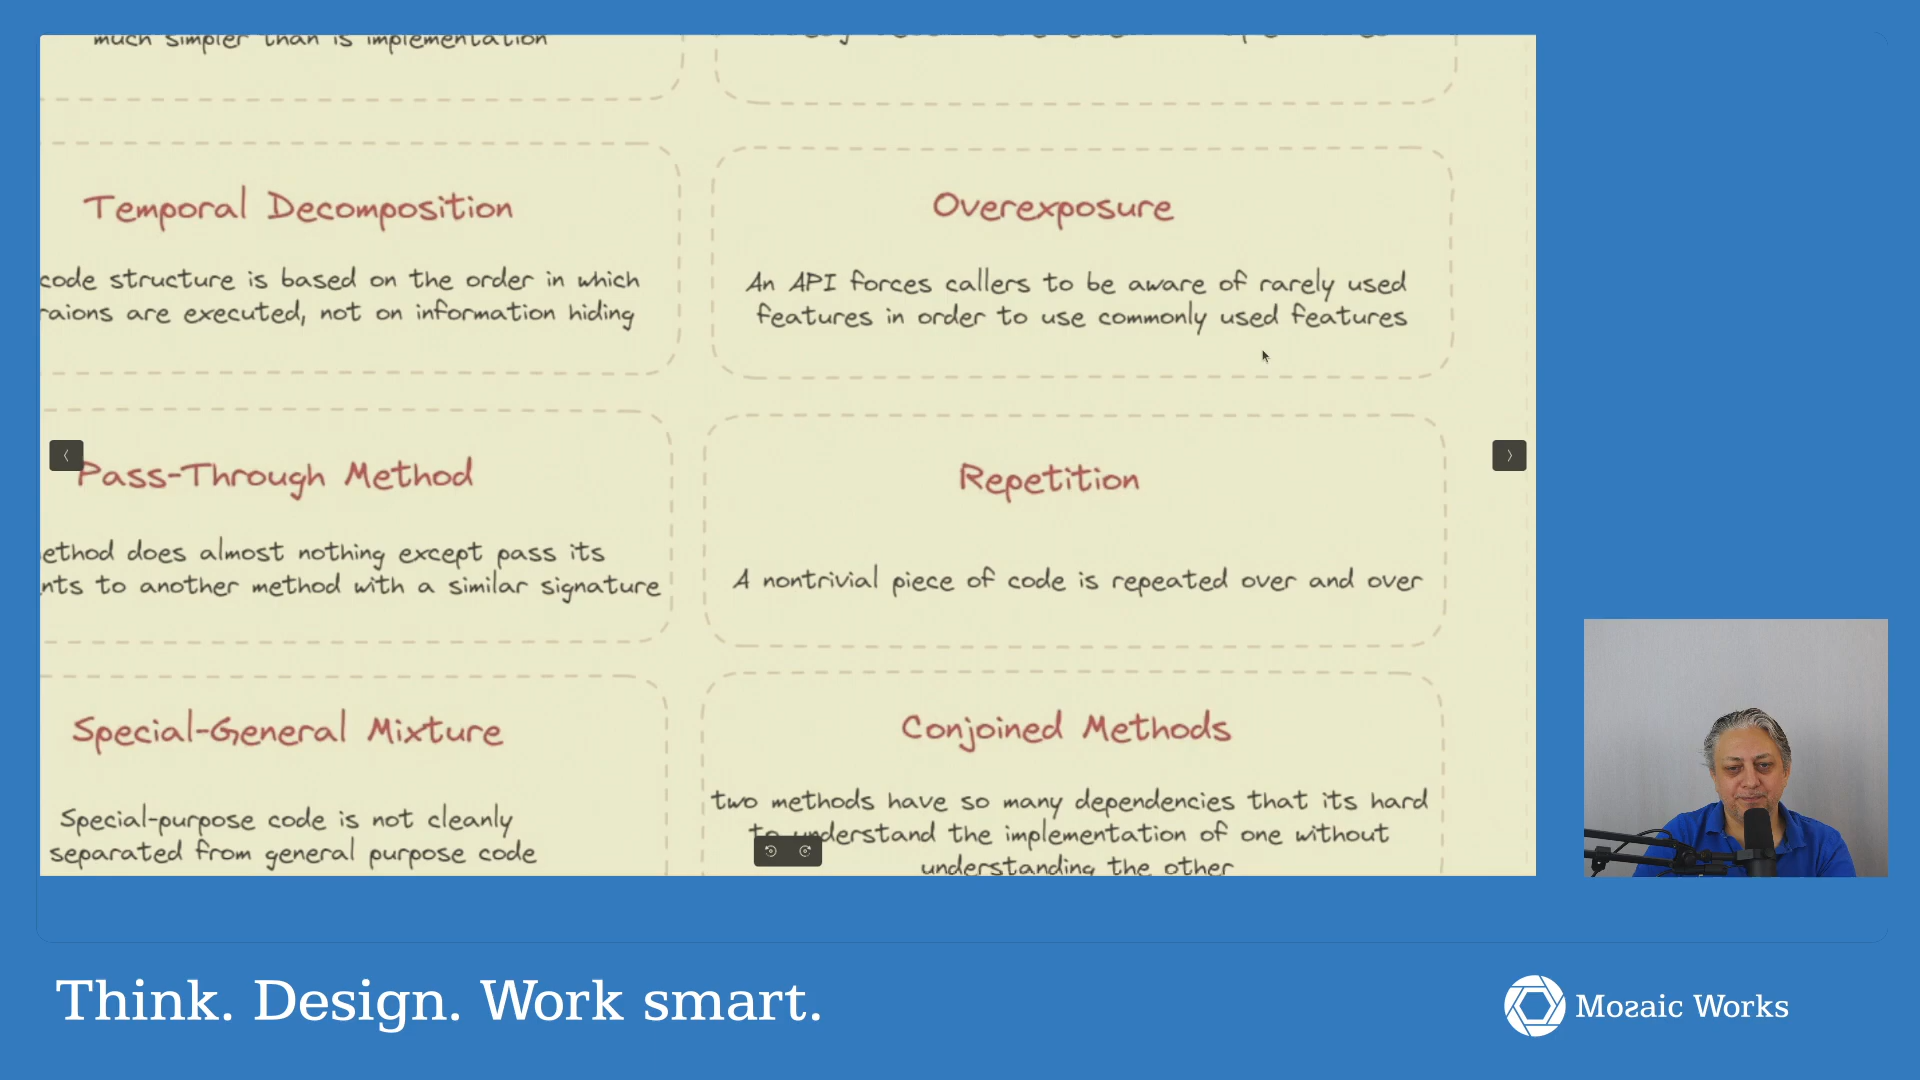 much simpler than is implementation
Temporal Decomposition
code structure is based on the order in which
raions are executed, not on information hiding
Overexposure
An API forces callers to be aware of rarely used
features in order to use commonly used features
Pass-Through Method
ethod does almost nothing except pass its
nts to another method with a similar signature
Repetition
A nontrivial piece of code is repeated over and over
Special-General Mixture
Special-purpose code is not cleanly
separated from general purpose code
Conjoined Methods
two methods have so many dependencies that its hard
to understand the implementation of one without
understanding the other
Think. Design. Work smart.
Mozaic Works